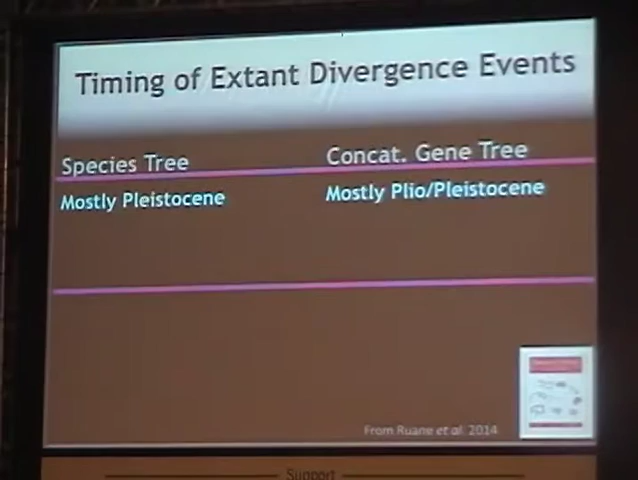 Timing of Extant Divergence Events
Species Tree
Concat. Gene Tree
Mostly Pleistocene
Mostly Plio/Pleistocene
From Ruane et al. 2014
Support